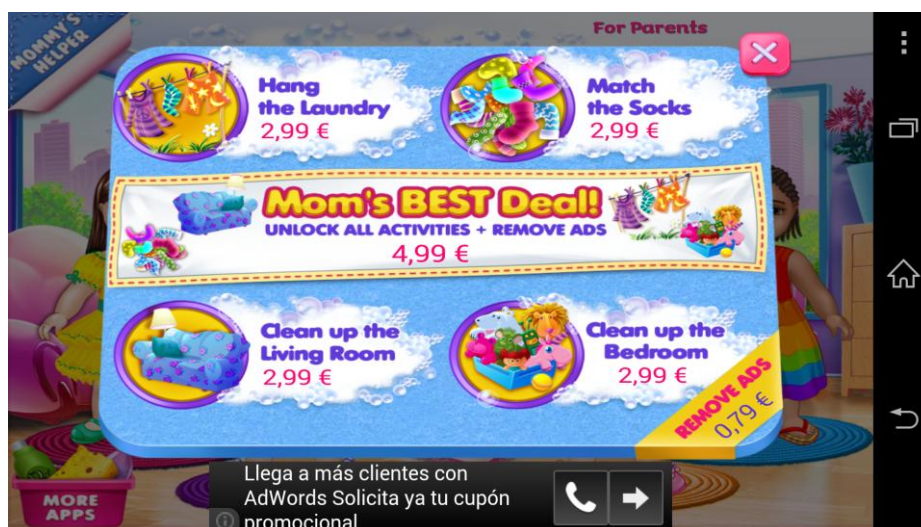 MOMMY'S
HELPER
For Parents
Hang
the Laundry
2,99 €
Match
the Socks
2,99 €
Mom's BEST Deal!
UNLOCK ALL ACTIVITIES + REMOVE ADS
4,99 €
Clean up the
Living Room
2,99 €
Clean up the
Bedroom
2,99 €
REMOVE ADS
0,79 €
MORE
APPS
Llega a más clientes con
AdWords Solicita ya tu cupón
promocional